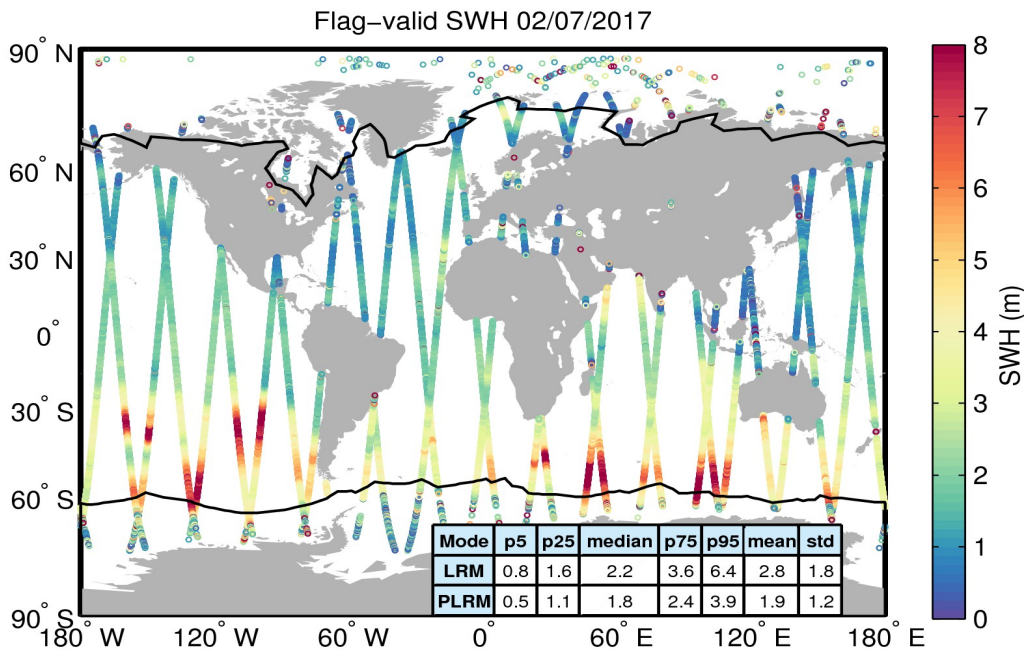 Flag−valid SWH 02/07/2017
90° N
60° N
30° N
0°
30° S
60° S
90° S
180° W
120° W
60° W
0°
60° E
120° E
180° E
8
7
6
5
4
3
2
1
0
SWH (m)
Mode p5 p25 median p75 p95 mean std
LRM 0.8 1.6 2.2 3.6 6.4 2.8 1.8
PLRM 0.5 1.1 1.8 2.4 3.9 1.9 1.2